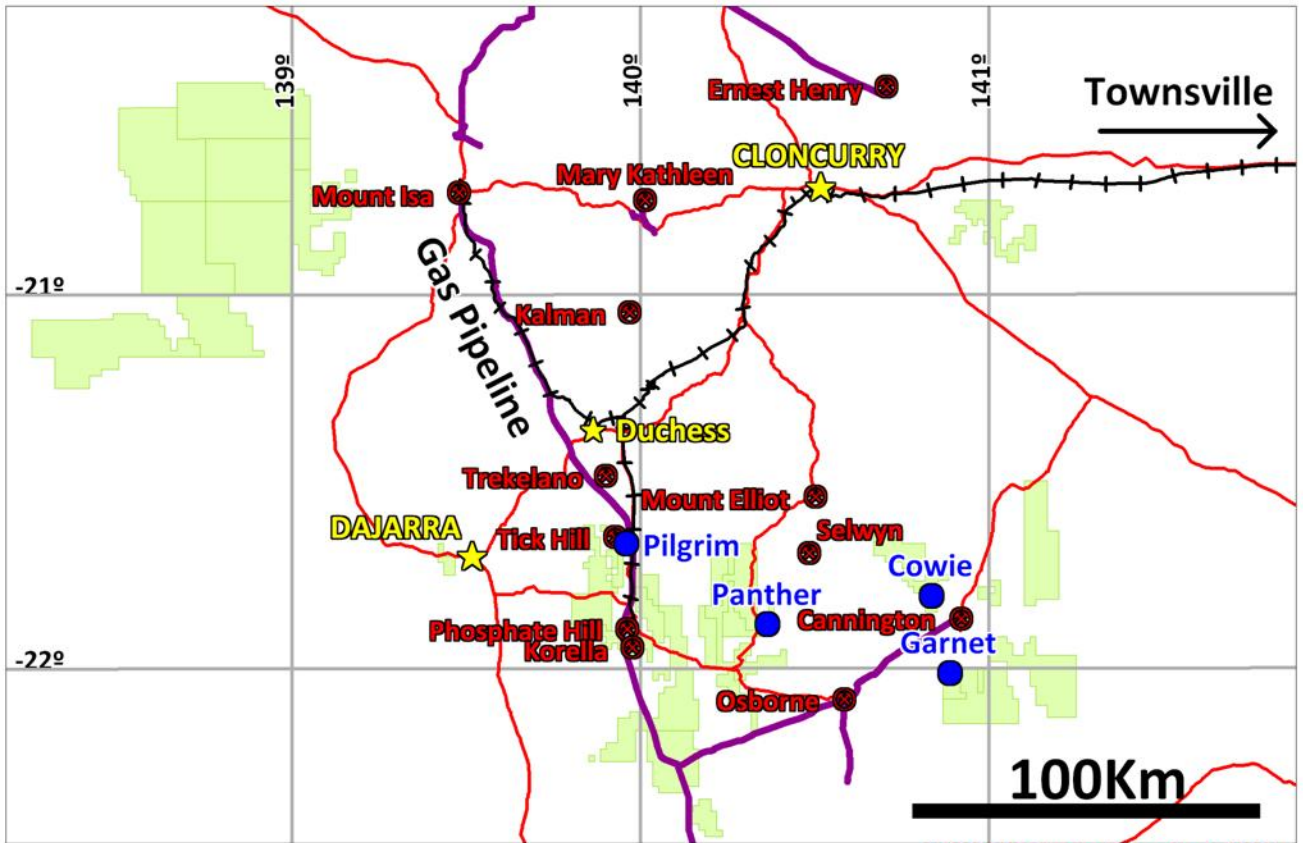 139º
140º
141º
Ernest Henry
Townsville
CLONCURRY
Mary Kathleen
Mount Isa
Gas Pipeline
-21º
Kalman
Duchess
Trekelano
Mount Elliot
DAJARRA
Tick Hill
Pilgrim
Selwyn
Cowie
Panther
Cannington
Phosphate Hill
Korella
Garnet
-22º
Osborne
100Km